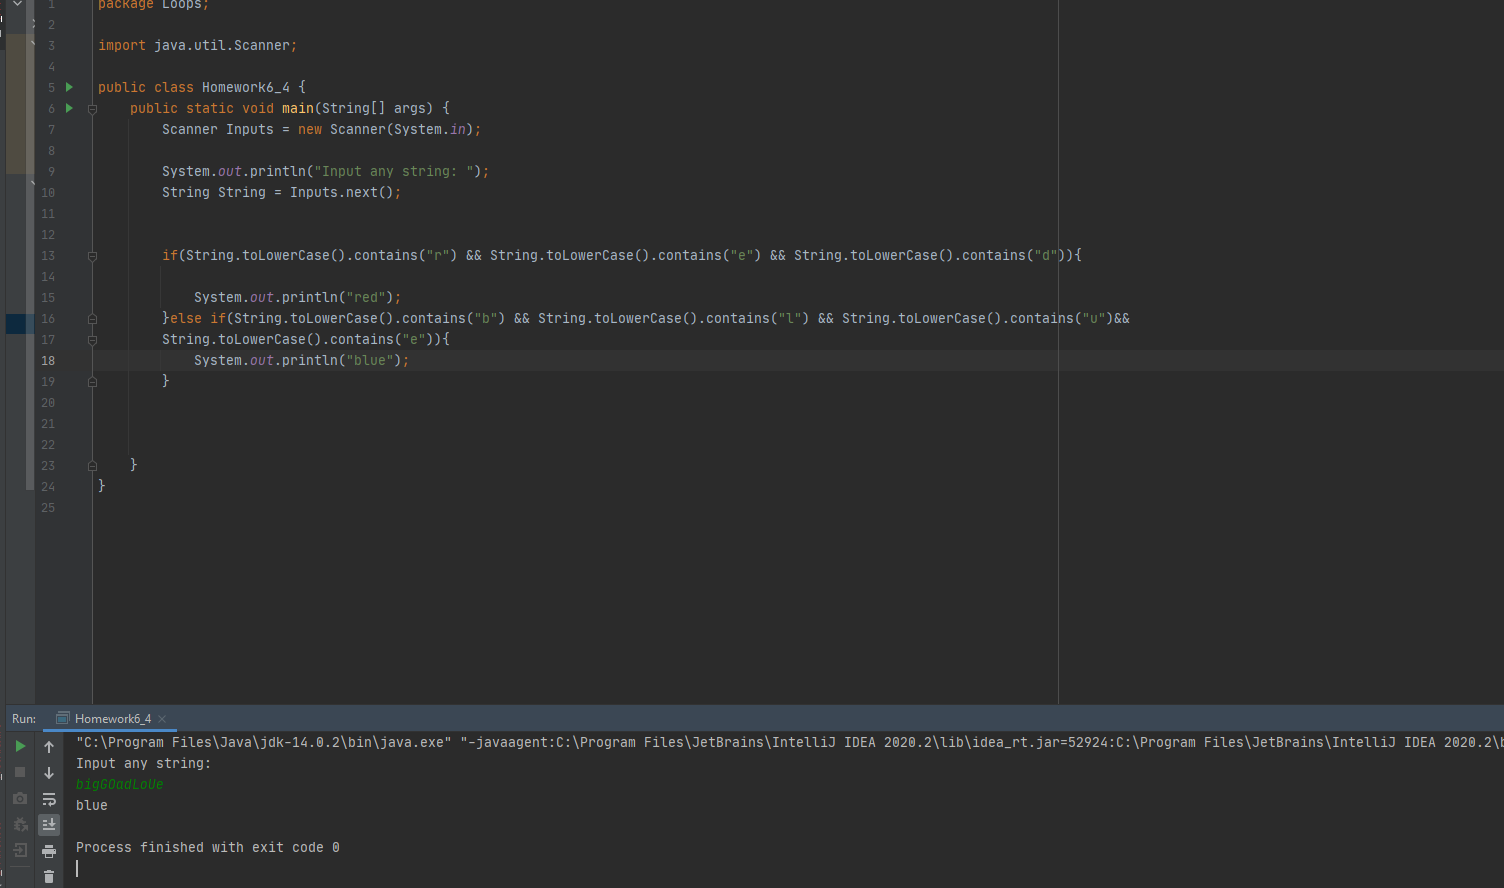 1 package Loops;
2
3 import java.util.Scanner;
4
5 public class Homework6_4 {
6 public static void main(String[] args) {
7 Scanner Inputs = new Scanner(System.in);
8
9 System.out.println("Input any string: ");
10 String String = Inputs.next();
11
12
13 if(String.toLowerCase().contains("r") && String.toLowerCase().contains("e") && String.toLowerCase().contains("d")){
14
15 System.out.println("red");
16 }else if(String.toLowerCase().contains("b") && String.toLowerCase().contains("l") && String.toLowerCase().contains("u")&&
17 String.toLowerCase().contains("e")){
18 System.out.println("blue");
19 }
20
21
22
23 }
24 }
25
Run: Homework6_4
"C:\Program Files\Java\jdk-14.0.2\bin\java.exe" "-javaagent:C:\Program Files\JetBrains\IntelliJ IDEA 2020.2\lib\idea_rt.jar=52924:C:\Program Files\JetBrains\IntelliJ IDEA 2020.2\b
Input any string:
bigGOadLoUe
blue
Process finished with exit code 0